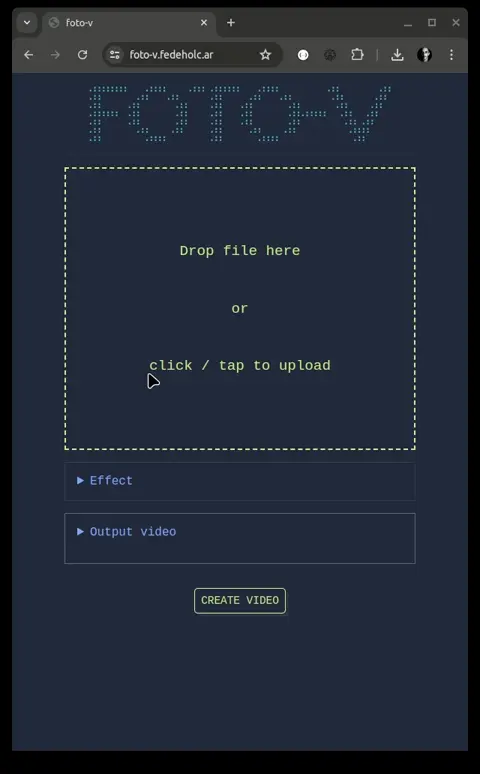 foto-v
foto-v.fedeholc.ar
FOTO-V
Drop file here
or
click / tap to upload
Effect
Output video
CREATE VIDEO